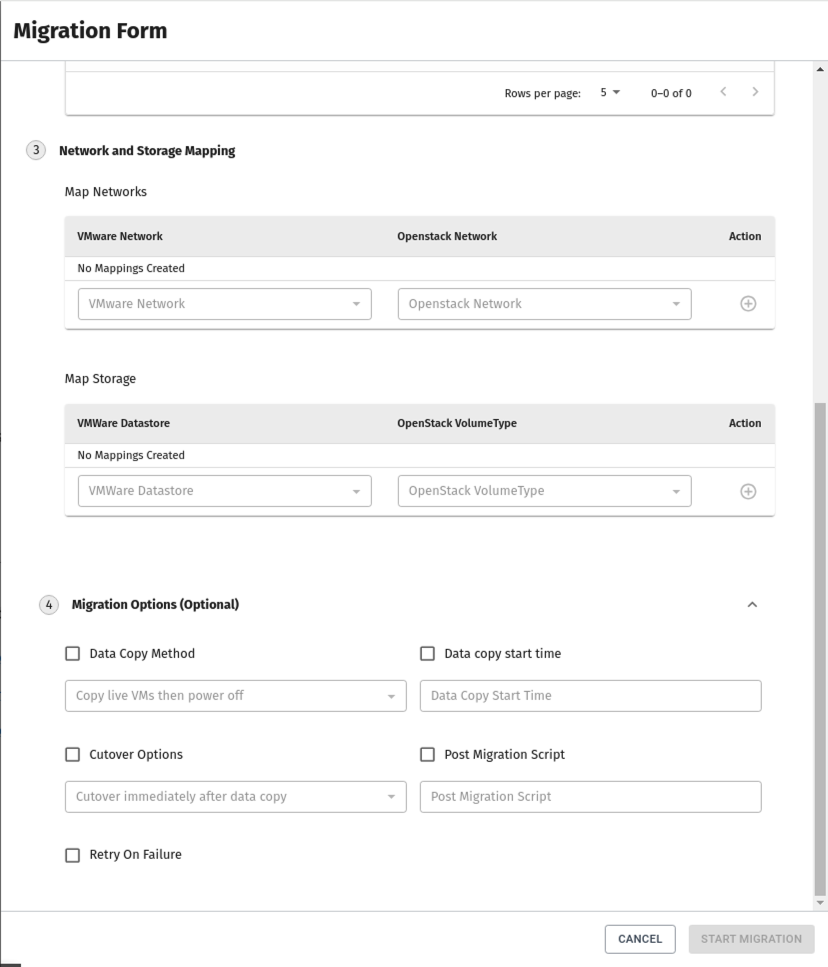 Migration Form
Rows per page: 5 0–0 of 0
3 Network and Storage Mapping
Map Networks
VMware Network Openstack Network Action
No Mappings Created
VMware Network Openstack Network
Map Storage
VMWare Datastore OpenStack VolumeType Action
No Mappings Created
VMWare Datastore OpenStack VolumeType
4 Migration Options (Optional)
Data Copy Method Data copy start time
Copy live VMs then power off Data Copy Start Time
Cutover Options Post Migration Script
Cutover immediately after data copy Post Migration Script
Retry On Failure
CANCEL START MIGRATION